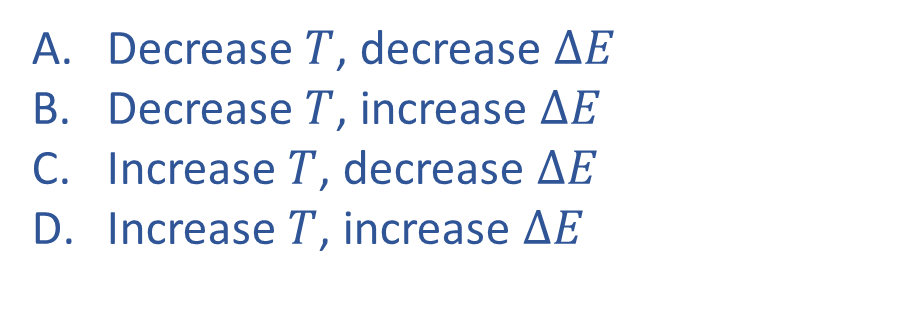 A. Decrease T, decrease ΔE
B. Decrease T, increase ΔE
C. Increase T, decrease ΔE
D. Increase T, increase ΔE